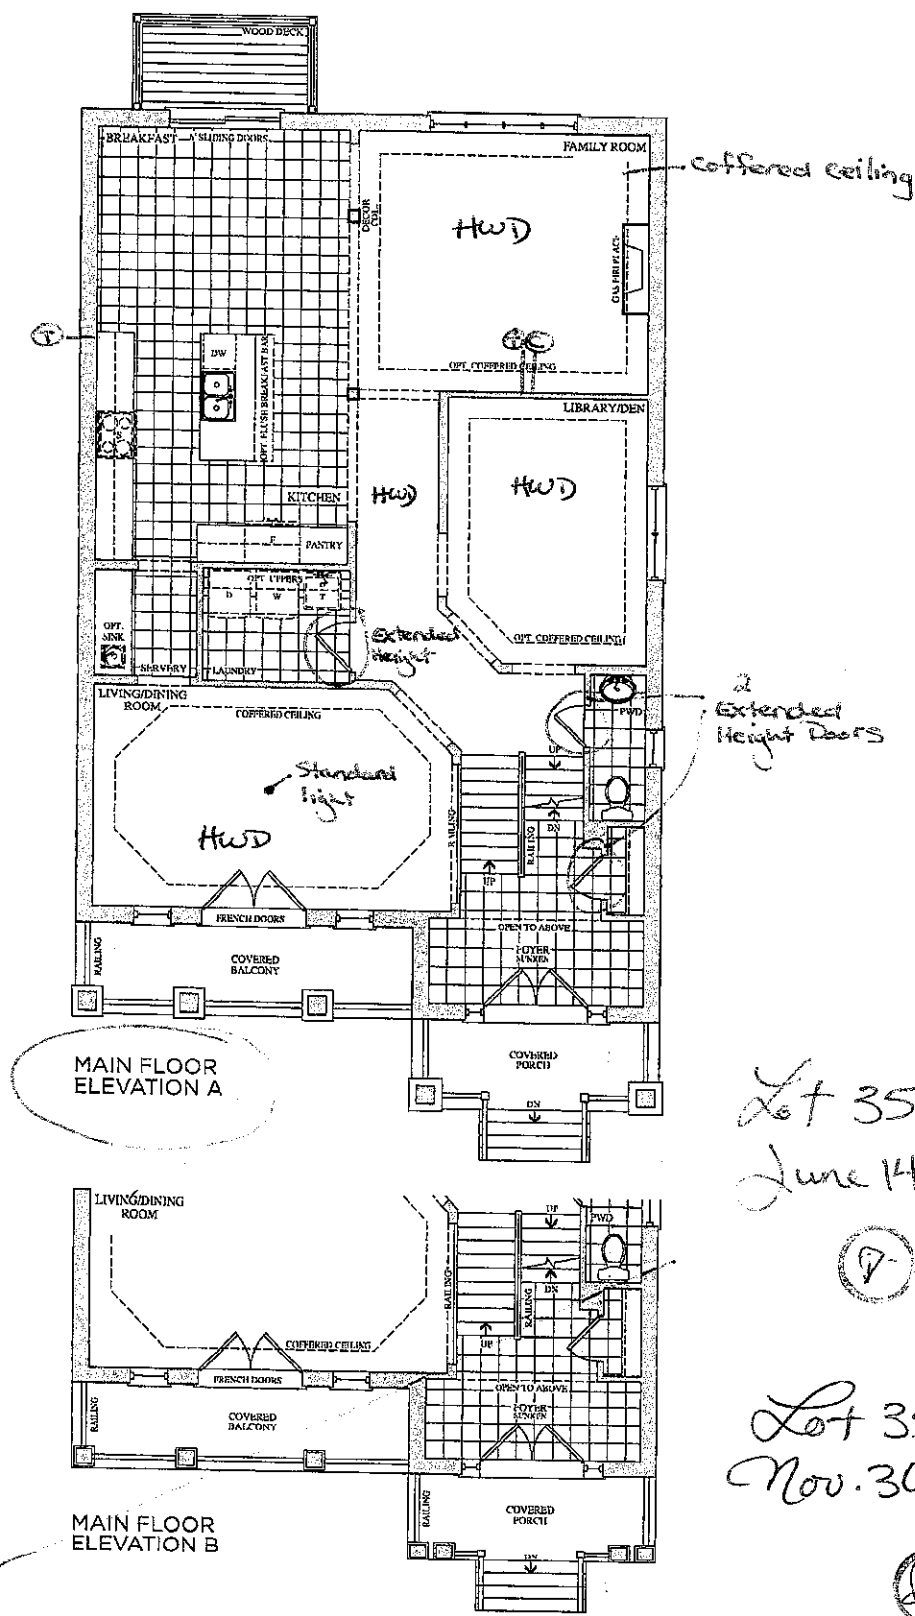 WOOD DECK
BREAKFAST
SLIDING DOORS
FAMILY ROOM
Coffered ceiling
DECOR
COL.
HWD
GAS FIREPLACE
T
DW
OPT. FLUSH BREAKFAST BAR
C
OPT. COFFERED CEILING
LIBRARY/DEN
KITCHEN
HWD
HWD
F
PANTRY
OPT UPPERS
D
W
T
OPT.
SINK
Extended
Height
OPT. COFFERED CEILING
SERVERY
LAUNDRY
LIVING/DINING
ROOM
COFFERED CEILING
PWD
2
Extended
Height Doors
Standard
light
UP
HWD
RAILING
RAILING
DN
UP
FRENCH DOORS
OPEN TO ABOVE
FOYER
SUNKEN
RAILING
COVERED
BALCONY
MAIN FLOOR
ELEVATION A
COVERED
PORCH
DN
Lot 35
June 14
LIVING/DINING
ROOM
UP
PWD
RAILING
RAILING
DN
UP
COFFERED CEILING
FRENCH DOORS
OPEN TO ABOVE
FOYER
SUNKEN
RAILING
COVERED
BALCONY
Lot 35
Nov. 30
MAIN FLOOR
ELEVATION B
RAILING
COVERED
PORCH
DN